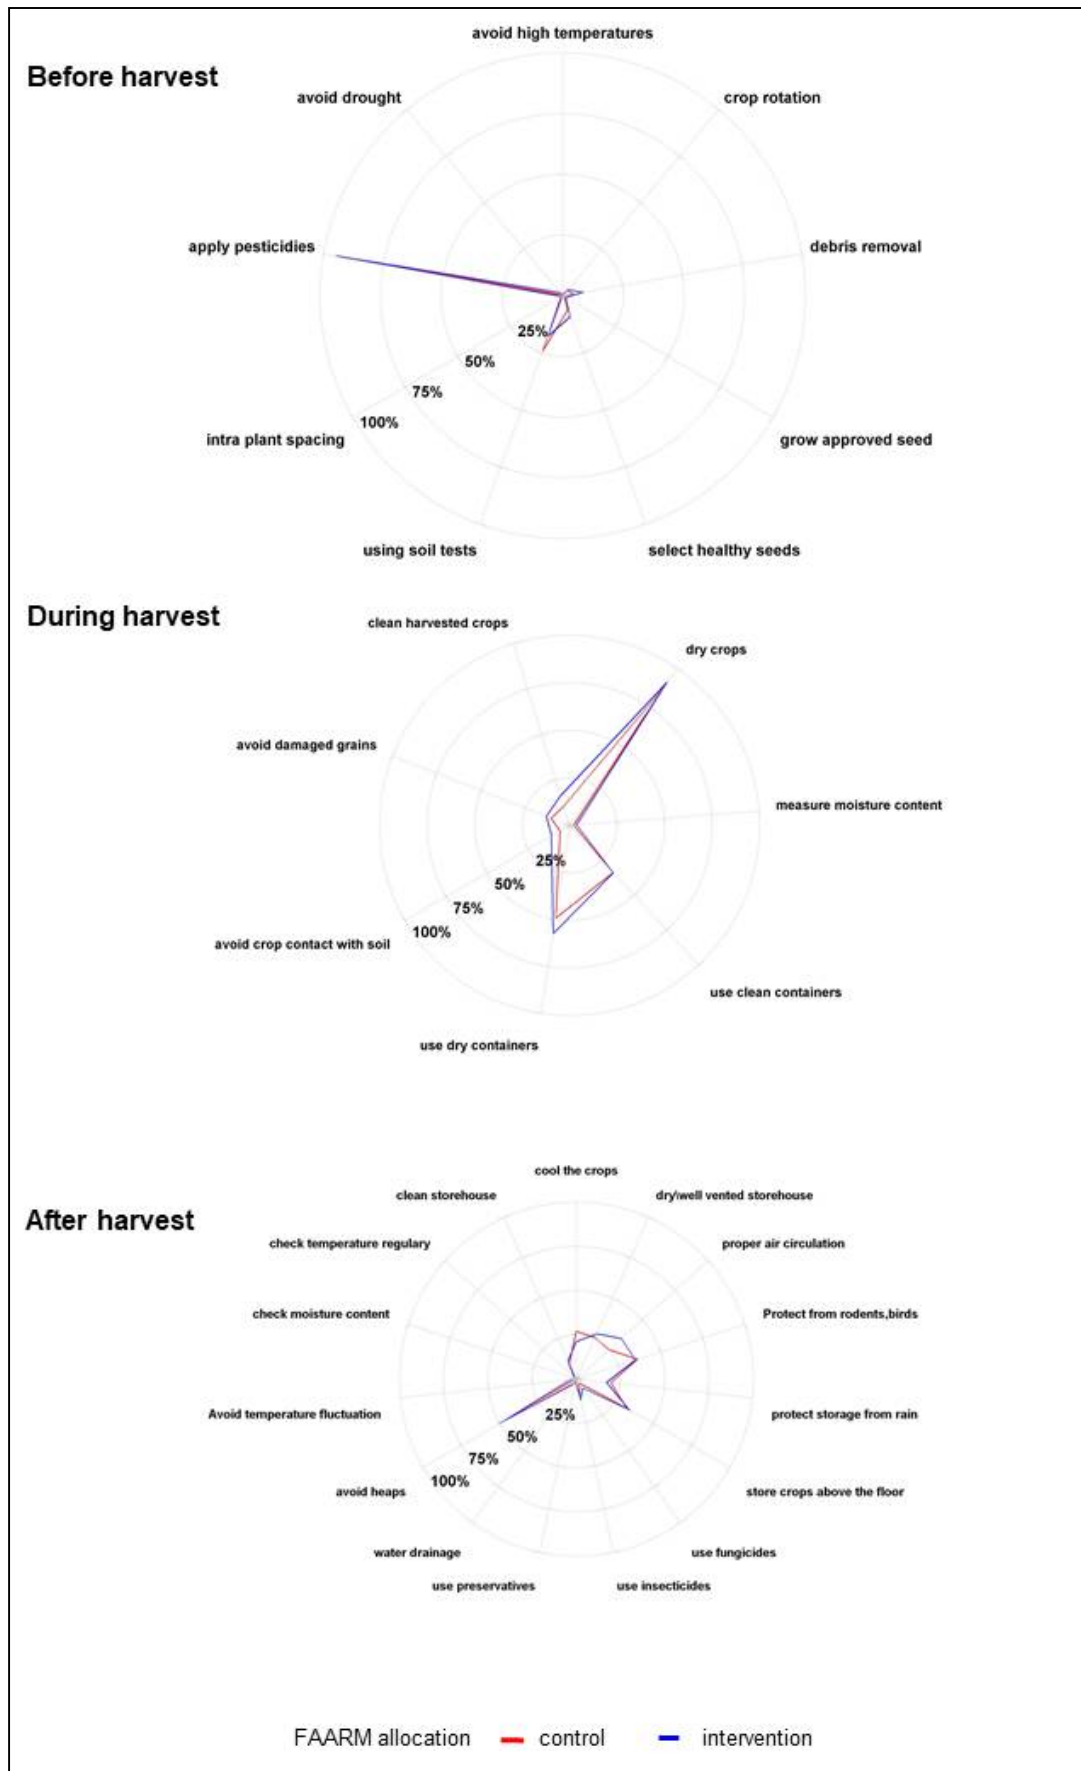 avoid high temperatures
Before harvest
avoid drought
crop rotation
apply pesticidies
debris removal
25%
50%
75%
100%
intra plant spacing
grow approved seed
using soil tests
select healthy seeds
During harvest
clean harvested crops
dry crops
avoid damaged grains
measure moisture content
25%
50%
75%
100%
avoid crop contact with soil
use clean containers
use dry containers
cool the crops
clean storehouse
dry\well vented storehouse
After harvest
check temperature regulary
proper air circulation
check moisture content
Protect from rodents,birds
Avoid temperature fluctuation
protect storage from rain
25%
50%
75%
100%
avoid heaps
store crops above the floor
water drainage
use fungicides
use preservatives
use insecticides
FAARM allocation control intervention